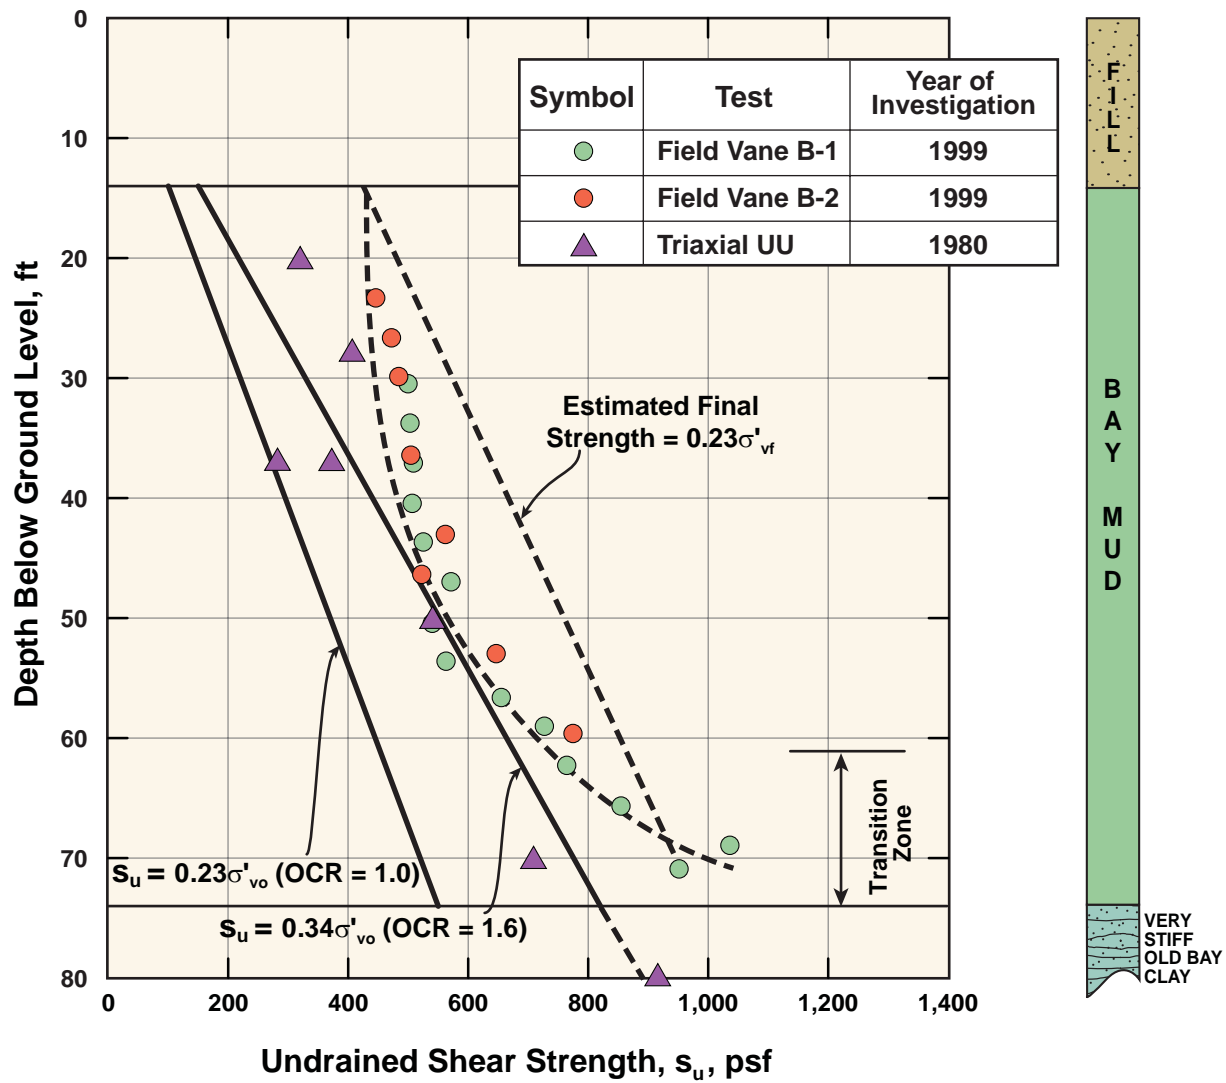 0
10
20
30
40
50
60
70
80
Depth Below Ground Level, ft
0 200 400 600 800 1,000 1,200 1,400
Undrained Shear Strength, su, psf
Symbol Test Year of
Investigation
Field Vane B-1 1999
Field Vane B-2 1999
Triaxial UU 1980
Estimated Final
Strength = 0.23σ'vf
su = 0.23σ'vo (OCR = 1.0)
su = 0.34σ'vo (OCR = 1.6)
Transition
Zone
FILL
BAY MUD
VERY
STIFF
OLD BAY
CLAY